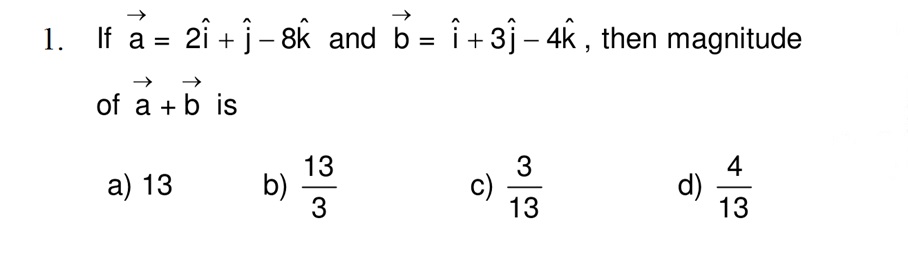 1. If a⃗ = 2î + ĵ – 8k̂ and b⃗ = î + 3ĵ – 4k̂ , then magnitude
of a⃗ + b⃗ is
a) 13 b) 13/3 c) 3/13 d) 4/13